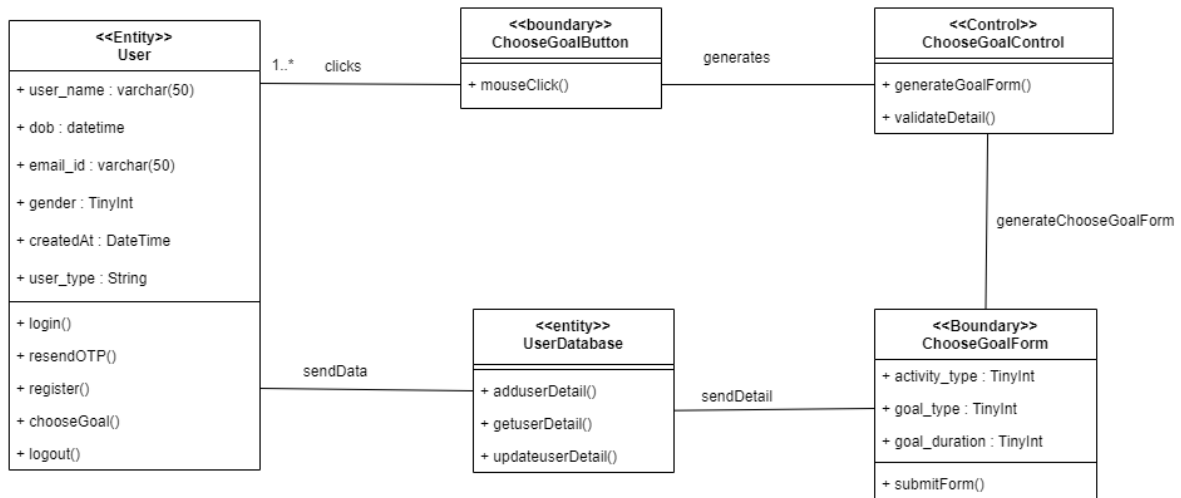 <<Entity>>
User
+ user_name : varchar(50)
+ dob : datetime
+ email_id : varchar(50)
+ gender : TinyInt
+ createdAt : DateTime
+ user_type : String
+ login()
+ resendOTP()
+ register()
+ chooseGoal()
+ logout()
1..*
clicks
<<boundary>>
ChooseGoalButton
+ mouseClick()
generates
<<Control>>
ChooseGoalControl
+ generateGoalForm()
+ validateDetail()
generateChooseGoalForm
<<Boundary>>
ChooseGoalForm
+ activity_type : TinyInt
+ goal_type : TinyInt
+ goal_duration : TinyInt
+ submitForm()
sendDetail
<<entity>>
UserDatabase
+ adduserDetail()
+ getuserDetail()
+ updateuserDetail()
sendData